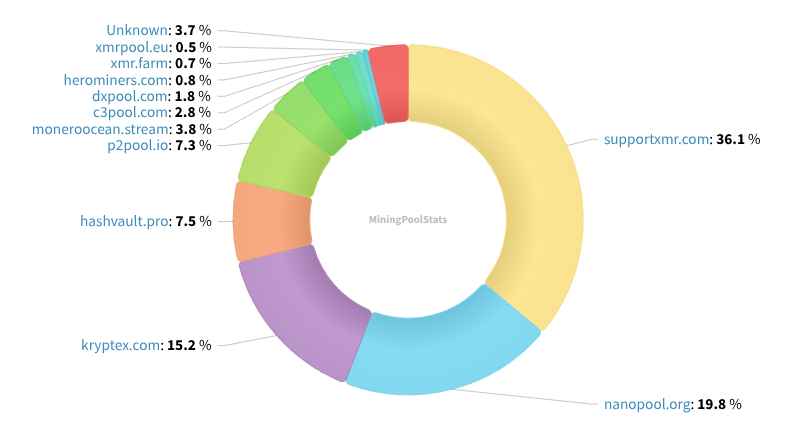 Unknown: 3.7 %
xmrpool.eu: 0.5 %
xmr.farm: 0.7 %
herominers.com: 0.8 %
dxpool.com: 1.8 %
c3pool.com: 2.8 %
moneroocean.stream: 3.8 %
p2pool.io: 7.3 %
hashvault.pro: 7.5 %
kryptex.com: 15.2 %
MiningPoolStats
supportxmr.com: 36.1 %
nanopool.org: 19.8 %